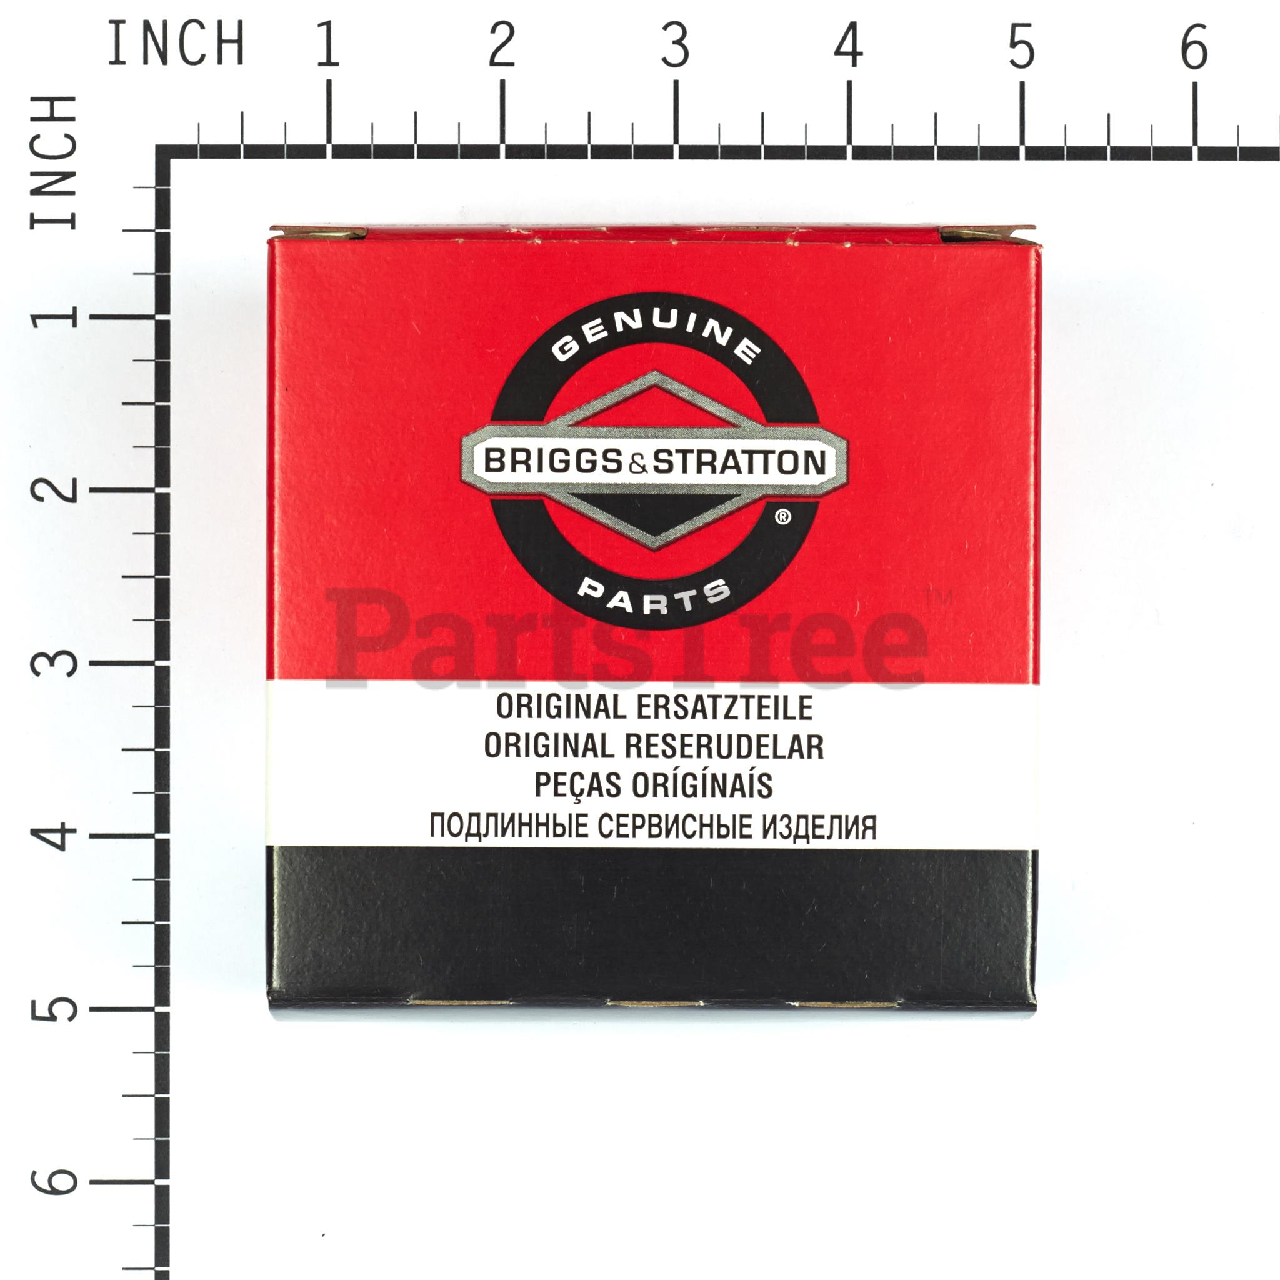 INCH 1 2 3 4 5 6
INCH
1
2
3
4
5
6
GENUINE
BRIGGS & STRATTON
®
PARTS
PartsTree™
ORIGINAL ERSATZTEILE
ORIGINAL RESERUDELAR
PEÇAS ORÍGÍNAÍS
ПОДЛИННЫЕ СЕРВИСНЫЕ ИЗДЕЛИЯ